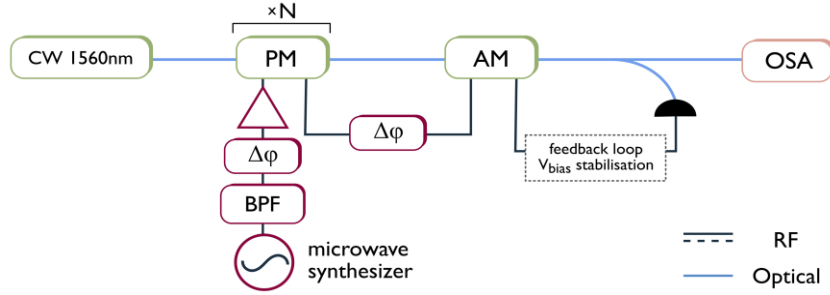 ×N
CW 1560nm
PM
AM
OSA
Δφ
Δφ
feedback loop
V_bias stabilisation
BPF
microwave
synthesizer
RF
Optical